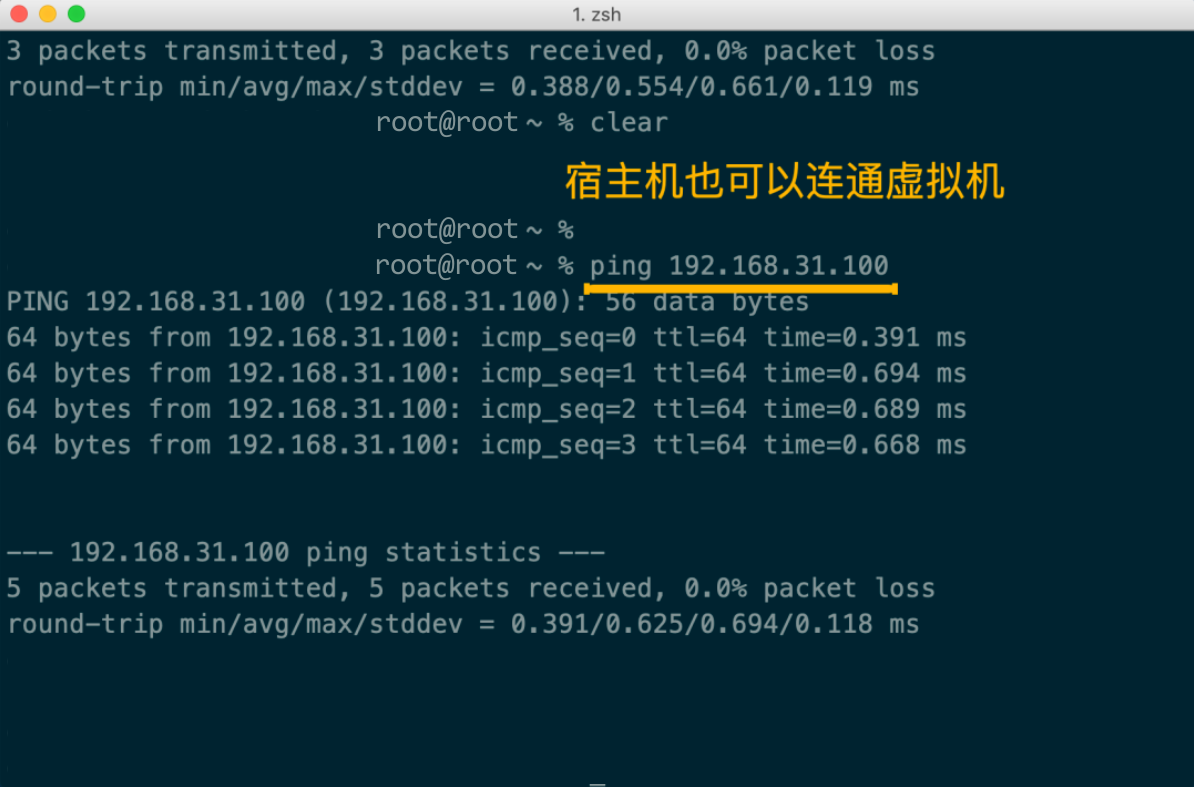 1. zsh
3 packets transmitted, 3 packets received, 0.0% packet loss
round-trip min/avg/max/stddev = 0.388/0.554/0.661/0.119 ms
root@root ~ % clear
宿主机也可以连通虚拟机
root@root ~ %
root@root ~ % ping 192.168.31.100
PING 192.168.31.100 (192.168.31.100): 56 data bytes
64 bytes from 192.168.31.100: icmp_seq=0 ttl=64 time=0.391 ms
64 bytes from 192.168.31.100: icmp_seq=1 ttl=64 time=0.694 ms
64 bytes from 192.168.31.100: icmp_seq=2 ttl=64 time=0.689 ms
64 bytes from 192.168.31.100: icmp_seq=3 ttl=64 time=0.668 ms
--- 192.168.31.100 ping statistics ---
5 packets transmitted, 5 packets received, 0.0% packet loss
round-trip min/avg/max/stddev = 0.391/0.625/0.694/0.118 ms